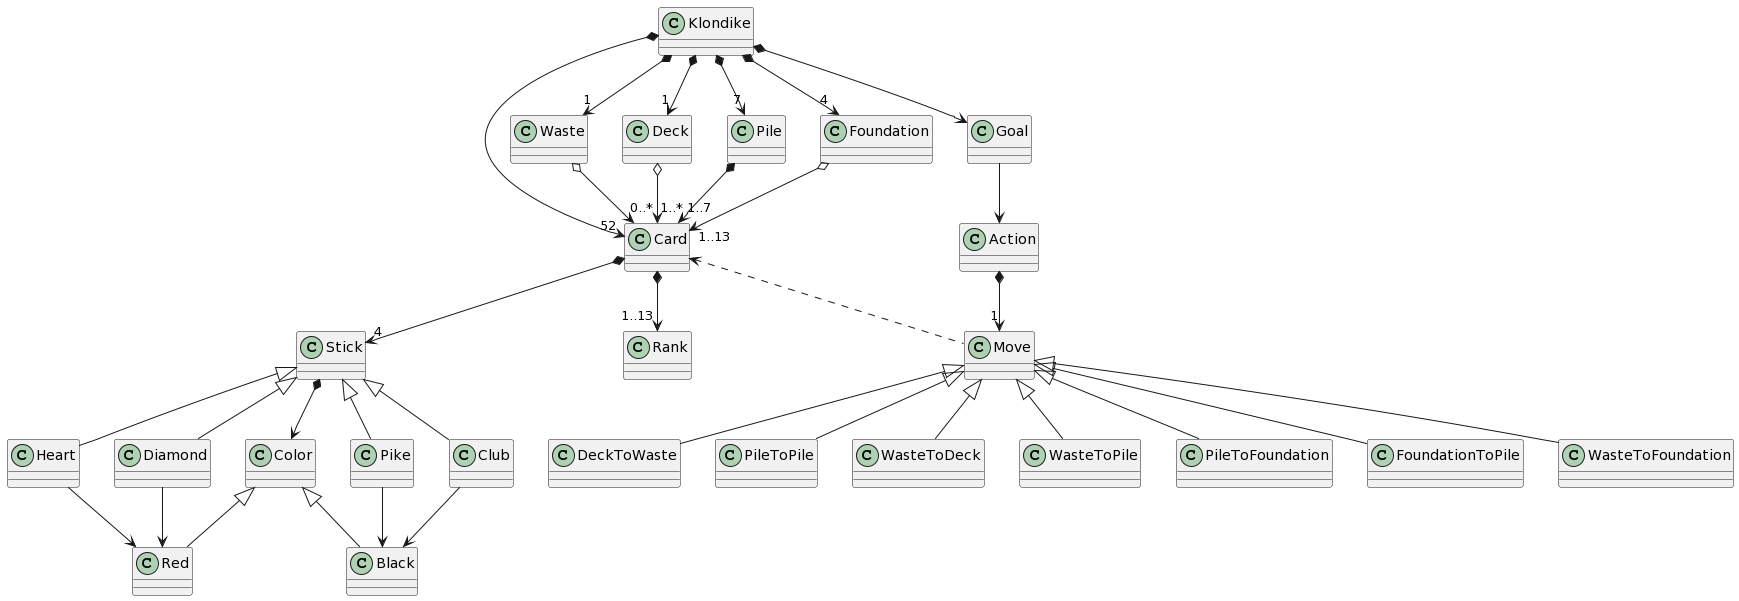 C Klondike
1
1
7
4
C Waste
C Deck
C Pile
C Foundation
C Goal
0..*
1..*
1..7
52
1..13
C Card
C Action
4
1..13
1
C Stick
C Rank
C Move
C Heart
C Diamond
C Color
C Pike
C Club
C DeckToWaste
C PileToPile
C WasteToDeck
C WasteToPile
C PileToFoundation
C FoundationToPile
C WasteToFoundation
C Red
C Black